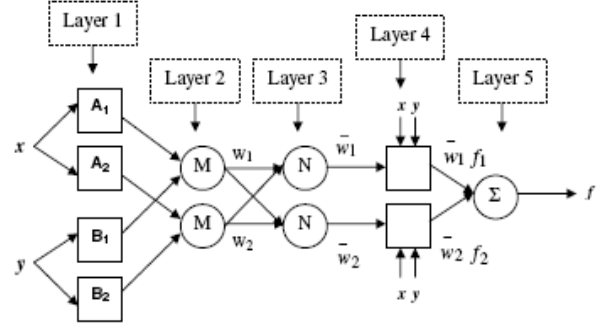 Layer 1
Layer 2
Layer 3
Layer 4
Layer 5
A₁
x
A₂
B₁
y
B₂
M
M
w₁
w₂
N
N
w̄₁
w̄₂
x y
x y
w̄₁ f₁
w̄₂ f₂
Σ
f